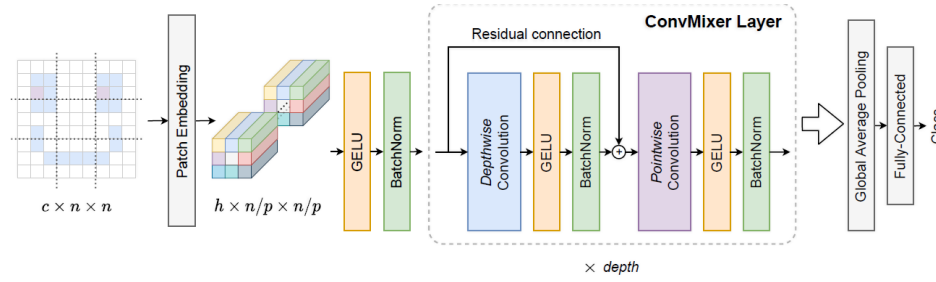 ConvMixer Layer
Residual connection
c × n × n
Patch Embedding
h × n/p × n/p
GELU
BatchNorm
Depthwise
Convolution
GELU
BatchNorm
+
Pointwise
Convolution
GELU
BatchNorm
× depth
Global Average Pooling
Fully-Connected
Class